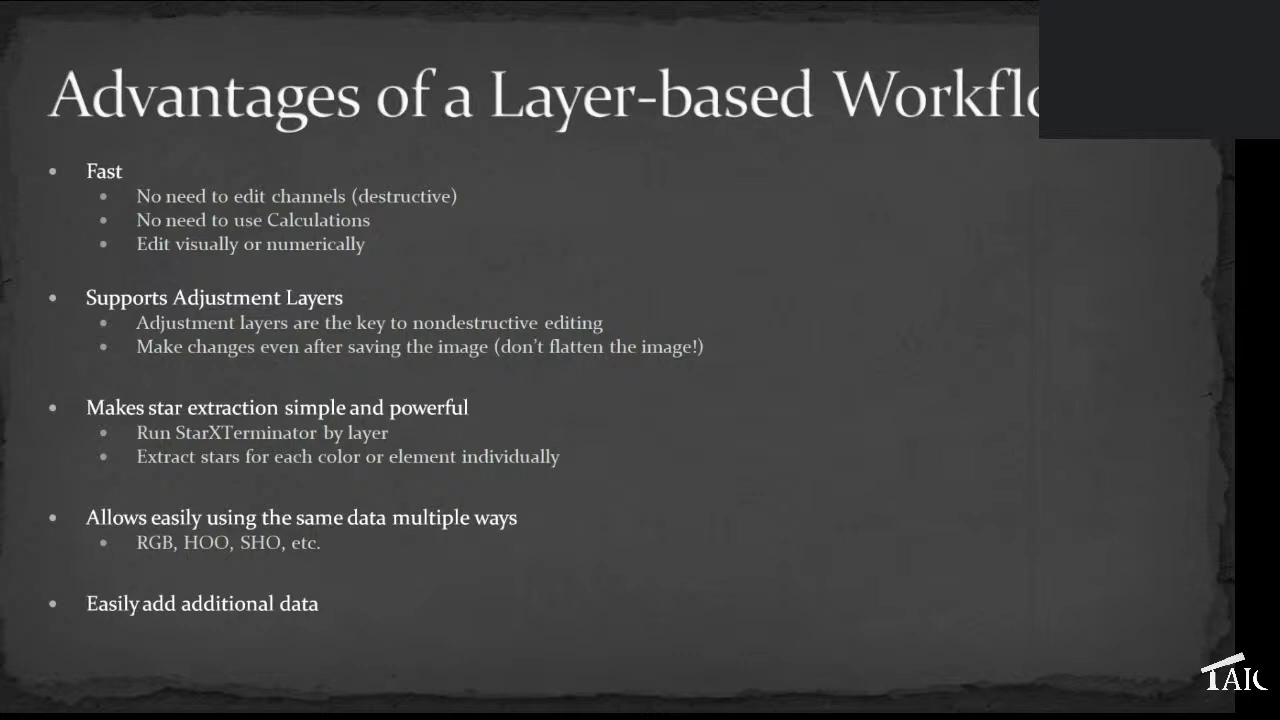 Advantages of a Layer-based Workflo
• Fast
• No need to edit channels (destructive)
• No need to use Calculations
• Edit visually or numerically
• Supports Adjustment Layers
• Adjustment layers are the key to nondestructive editing
• Make changes even after saving the image (don't flatten the image!)
• Makes star extraction simple and powerful
• Run StarXTerminator by layer
• Extract stars for each color or element individually
• Allows easily using the same data multiple ways
• RGB, HOO, SHO, etc.
• Easily add additional data
TAIC